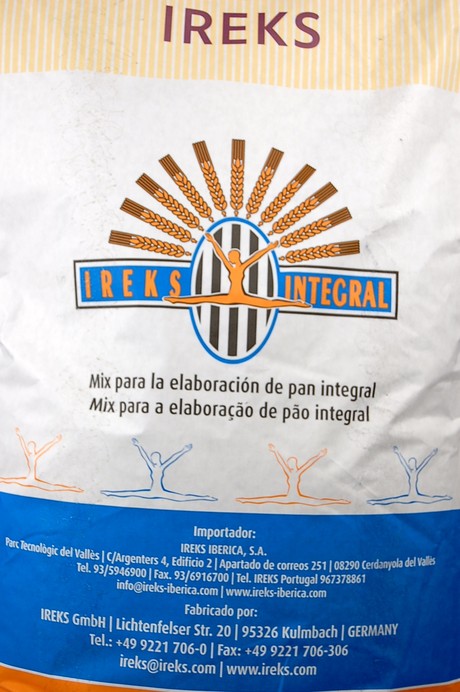 IREKS
IREKS INTEGRAL
Mix para la elaboración de pan integral
Mix para a elaboração de pão integral
Importador:
IREKS IBERICA, S.A.
Parc Tecnològic del Vallès | C/Argenters 4, Edificio 2 | Apartado de correos 251 | 08290 Cerdanyola del Vallès
Tel. 93/5946900 | Fax. 93/6916700 | Tel. IREKS Portugal 967378861
info@ireks-iberica.com | www.ireks-iberica.com
Fabricado por:
IREKS GmbH | Lichtenfelser Str. 20 | 95326 Kulmbach | GERMANY
Tel.: +49 9221 706-0 | Fax: +49 9221 706-306
ireks@ireks.com | www.ireks.com